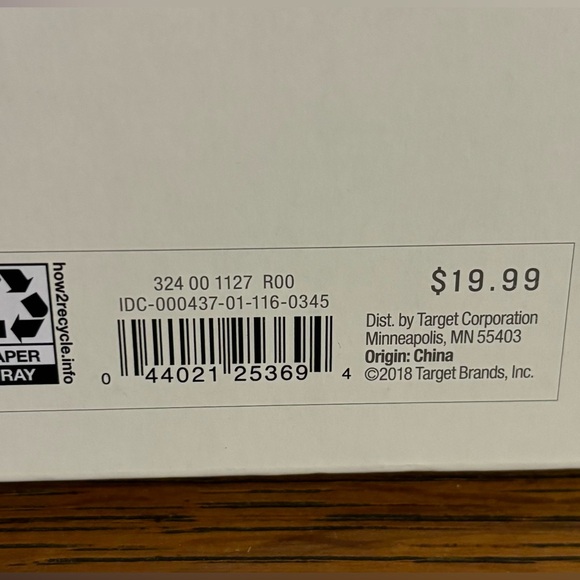 324 00 1127 R00
IDC-000437-01-116-0345
0 44021 25369 4
$19.99
Dist. by Target Corporation
Minneapolis, MN 55403
Origin: China
©2018 Target Brands, Inc.
how2recycle.info
APER
RAY